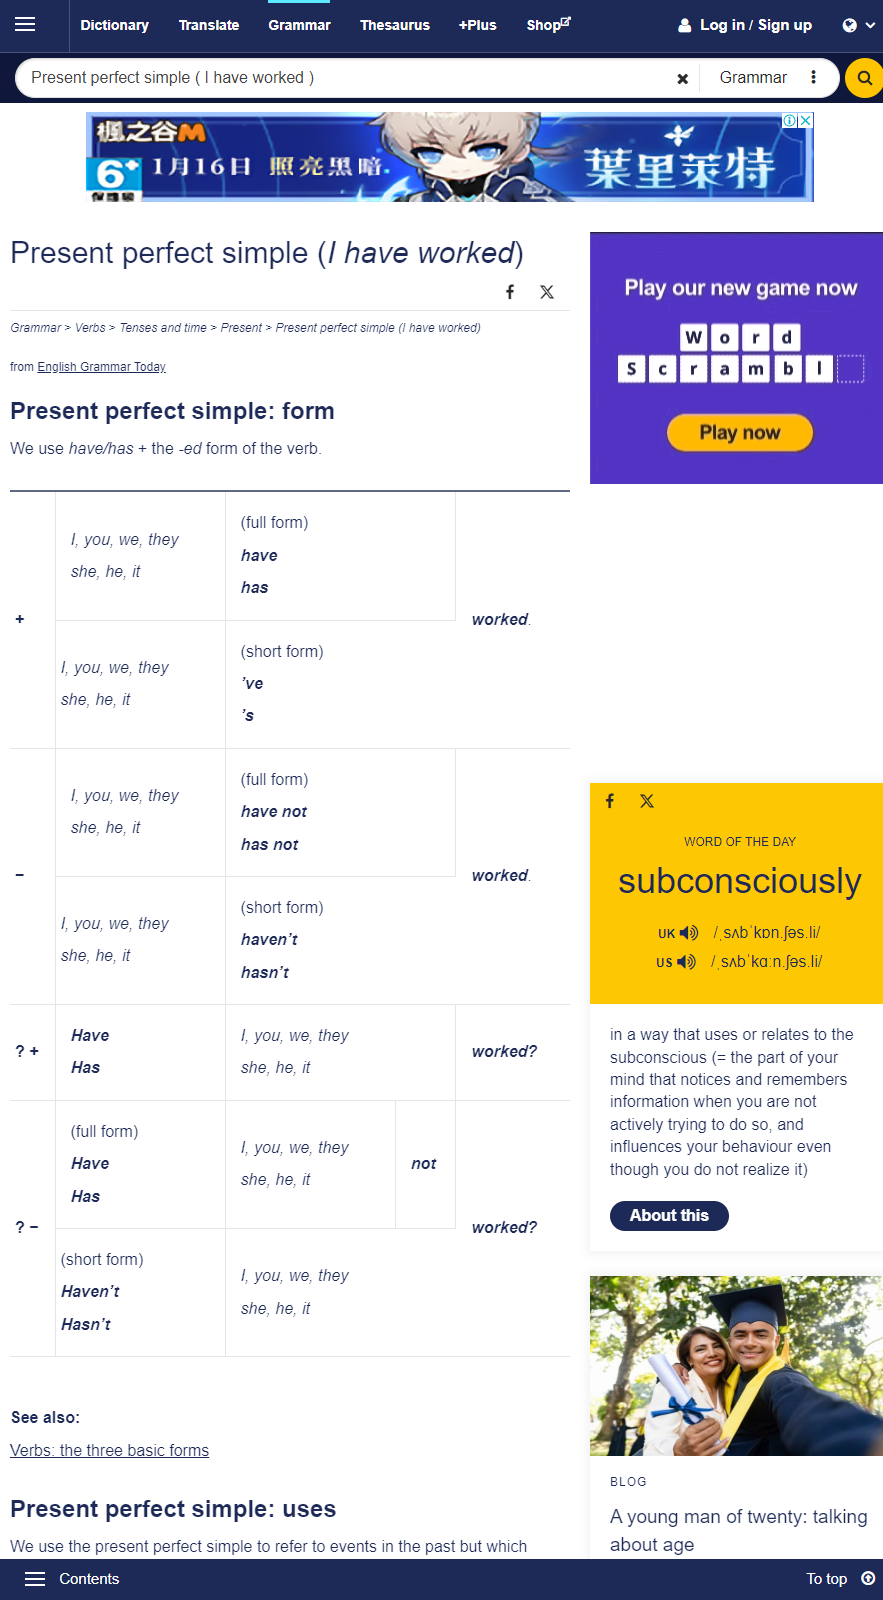 Dictionary Translate Grammar Thesaurus +Plus Shop Log in / Sign up
Present perfect simple ( I have worked ) Grammar
楓之谷M
6+
保護級
1月16日 照亮黑暗
葉里萊特
Present perfect simple (I have worked)
Grammar > Verbs > Tenses and time > Present > Present perfect simple (I have worked)
from English Grammar Today
Present perfect simple: form
We use have/has + the -ed form of the verb.
+
I, you, we, they
she, he, it
(full form)
have
has
worked.
I, you, we, they
she, he, it
(short form)
’ve
’s
−
I, you, we, they
she, he, it
(full form)
have not
has not
worked.
I, you, we, they
she, he, it
(short form)
haven’t
hasn’t
? +
Have
Has
I, you, we, they
she, he, it
worked?
? −
(full form)
Have
Has
I, you, we, they
she, he, it
not
worked?
(short form)
Haven’t
Hasn’t
I, you, we, they
she, he, it
See also:
Verbs: the three basic forms
Present perfect simple: uses
We use the present perfect simple to refer to events in the past but which
Play our new game now
Word
Scrambl
Play now
WORD OF THE DAY
subconsciously
UK /ˌsʌbˈkɒn.ʃəs.li/
US /ˌsʌbˈkɑːn.ʃəs.li/
in a way that uses or relates to the
subconscious (= the part of your
mind that notices and remembers
information when you are not
actively trying to do so, and
influences your behaviour even
though you do not realize it)
About this
BLOG
A young man of twenty: talking
about age
Contents To top